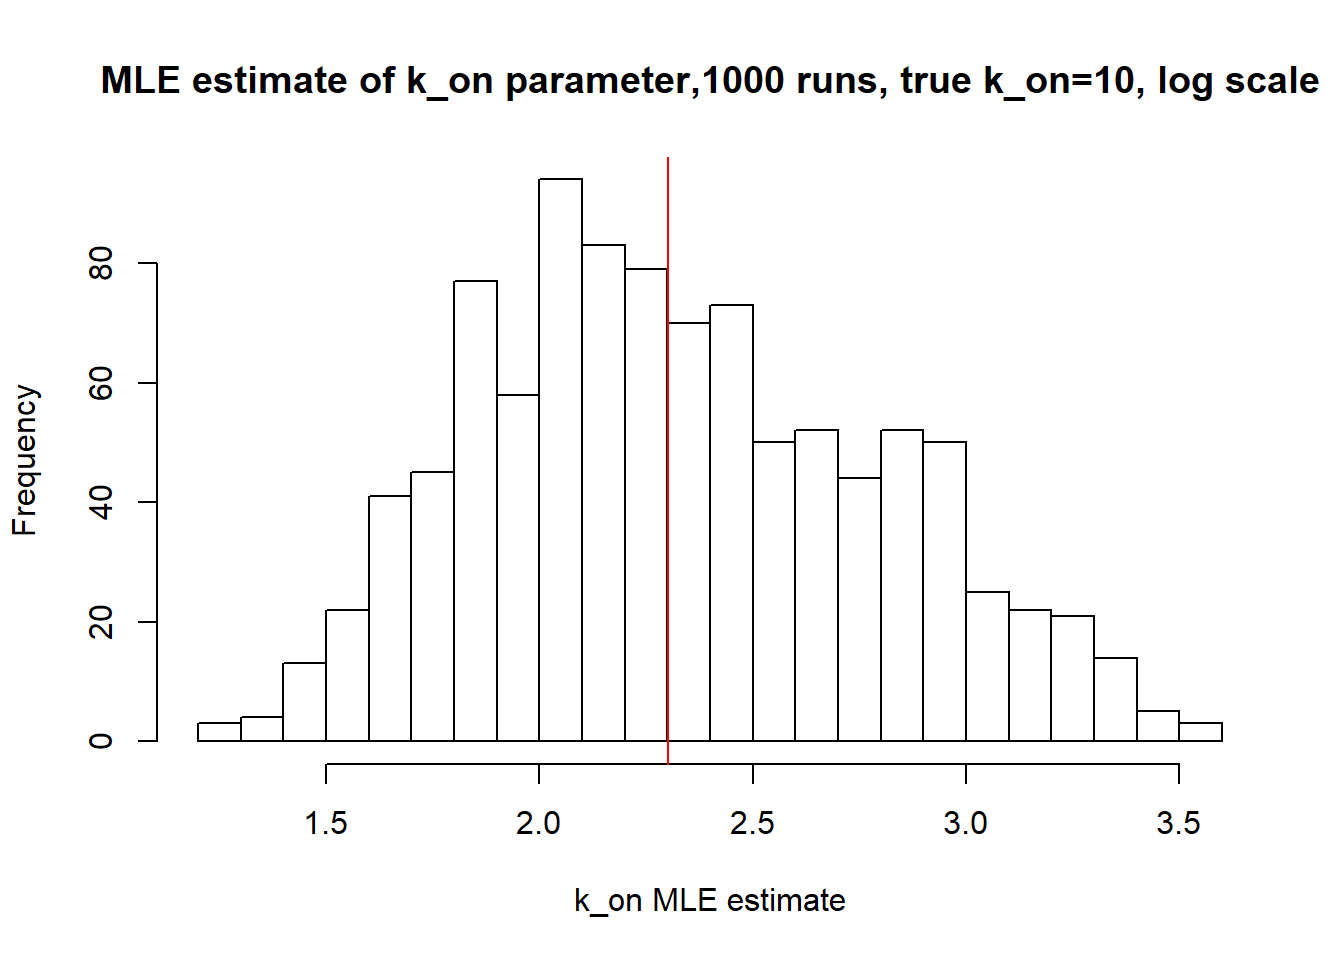 MLE estimate of k_on parameter,1000 runs, true k_on=10, log scale
Frequency
80
60
40
20
0
1.5 2.0 2.5 3.0 3.5
k_on MLE estimate